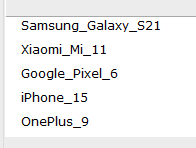 Samsung_Galaxy_S21
Xiaomi_Mi_11
Google_Pixel_6
iPhone_15
OnePlus_9